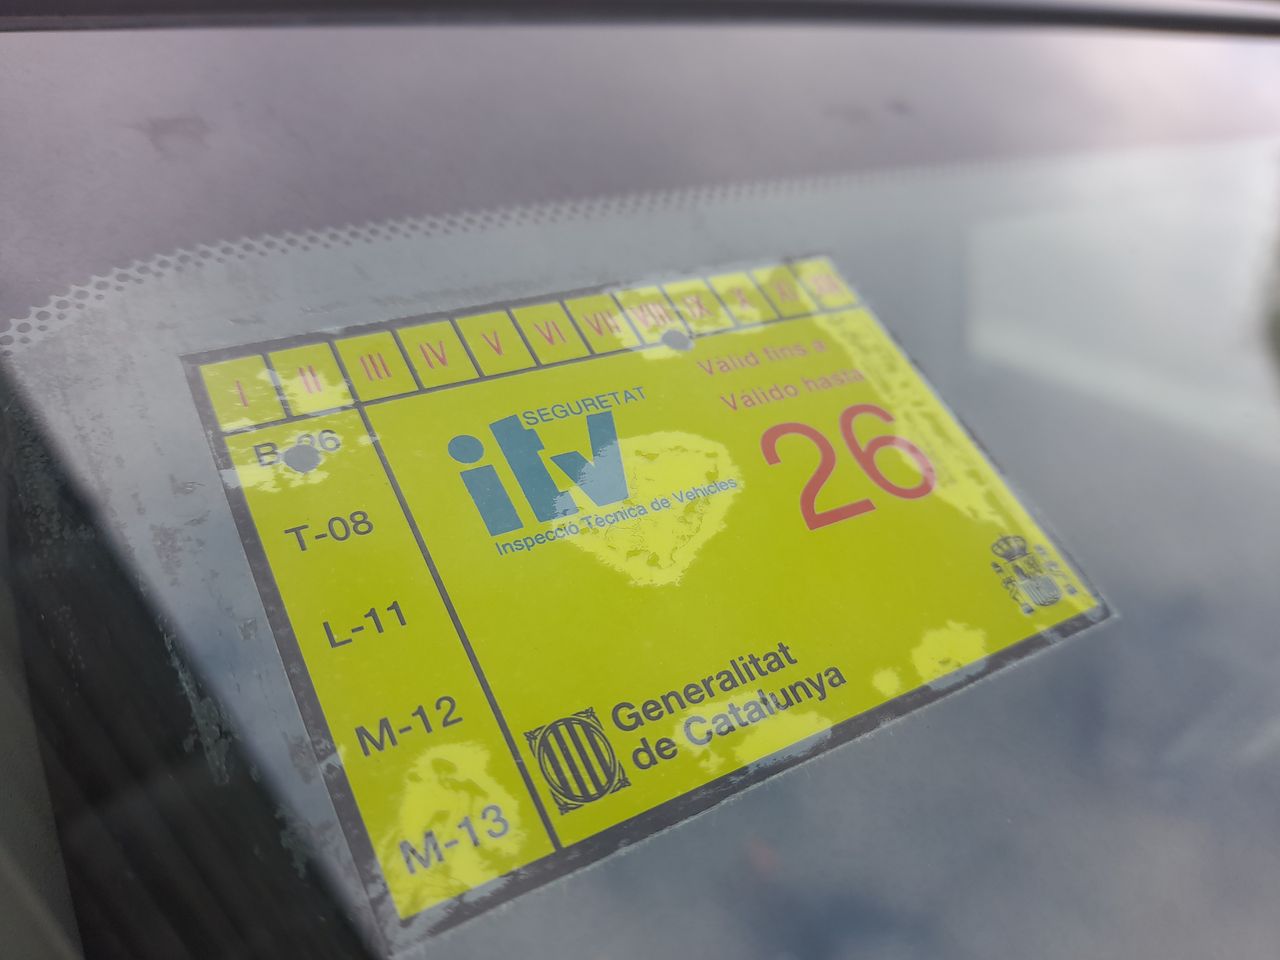 I II III IV V VI VII VIII IX X XI XII
B- 26
T-08
L-11
M-12
M-13
SEGURETAT
itv
Inspecció Tècnica de Vehicles
Vàlid fins a
Válido hasta
26
Generalitat
de Catalunya